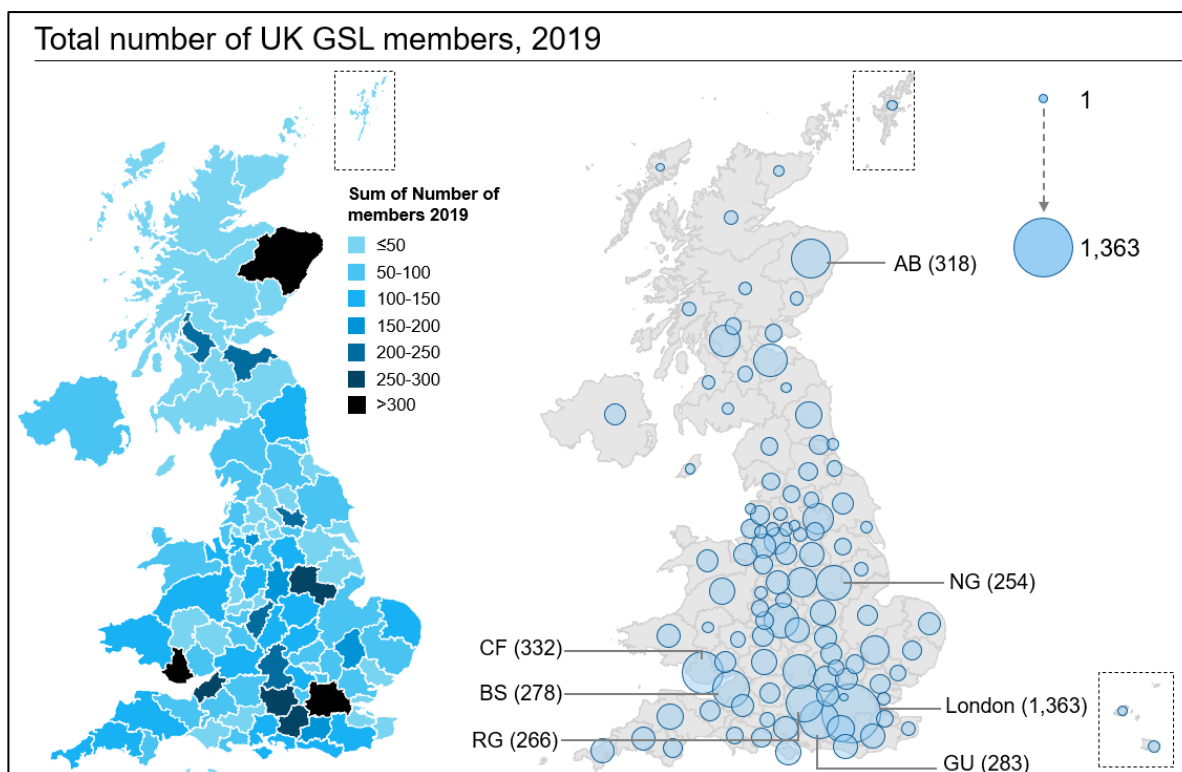 Total number of UK GSL members, 2019
Sum of Number of
members 2019
≤50
50-100
100-150
150-200
200-250
250-300
>300
1
1,363
AB (318)
NG (254)
CF (332)
BS (278)
RG (266)
London (1,363)
GU (283)